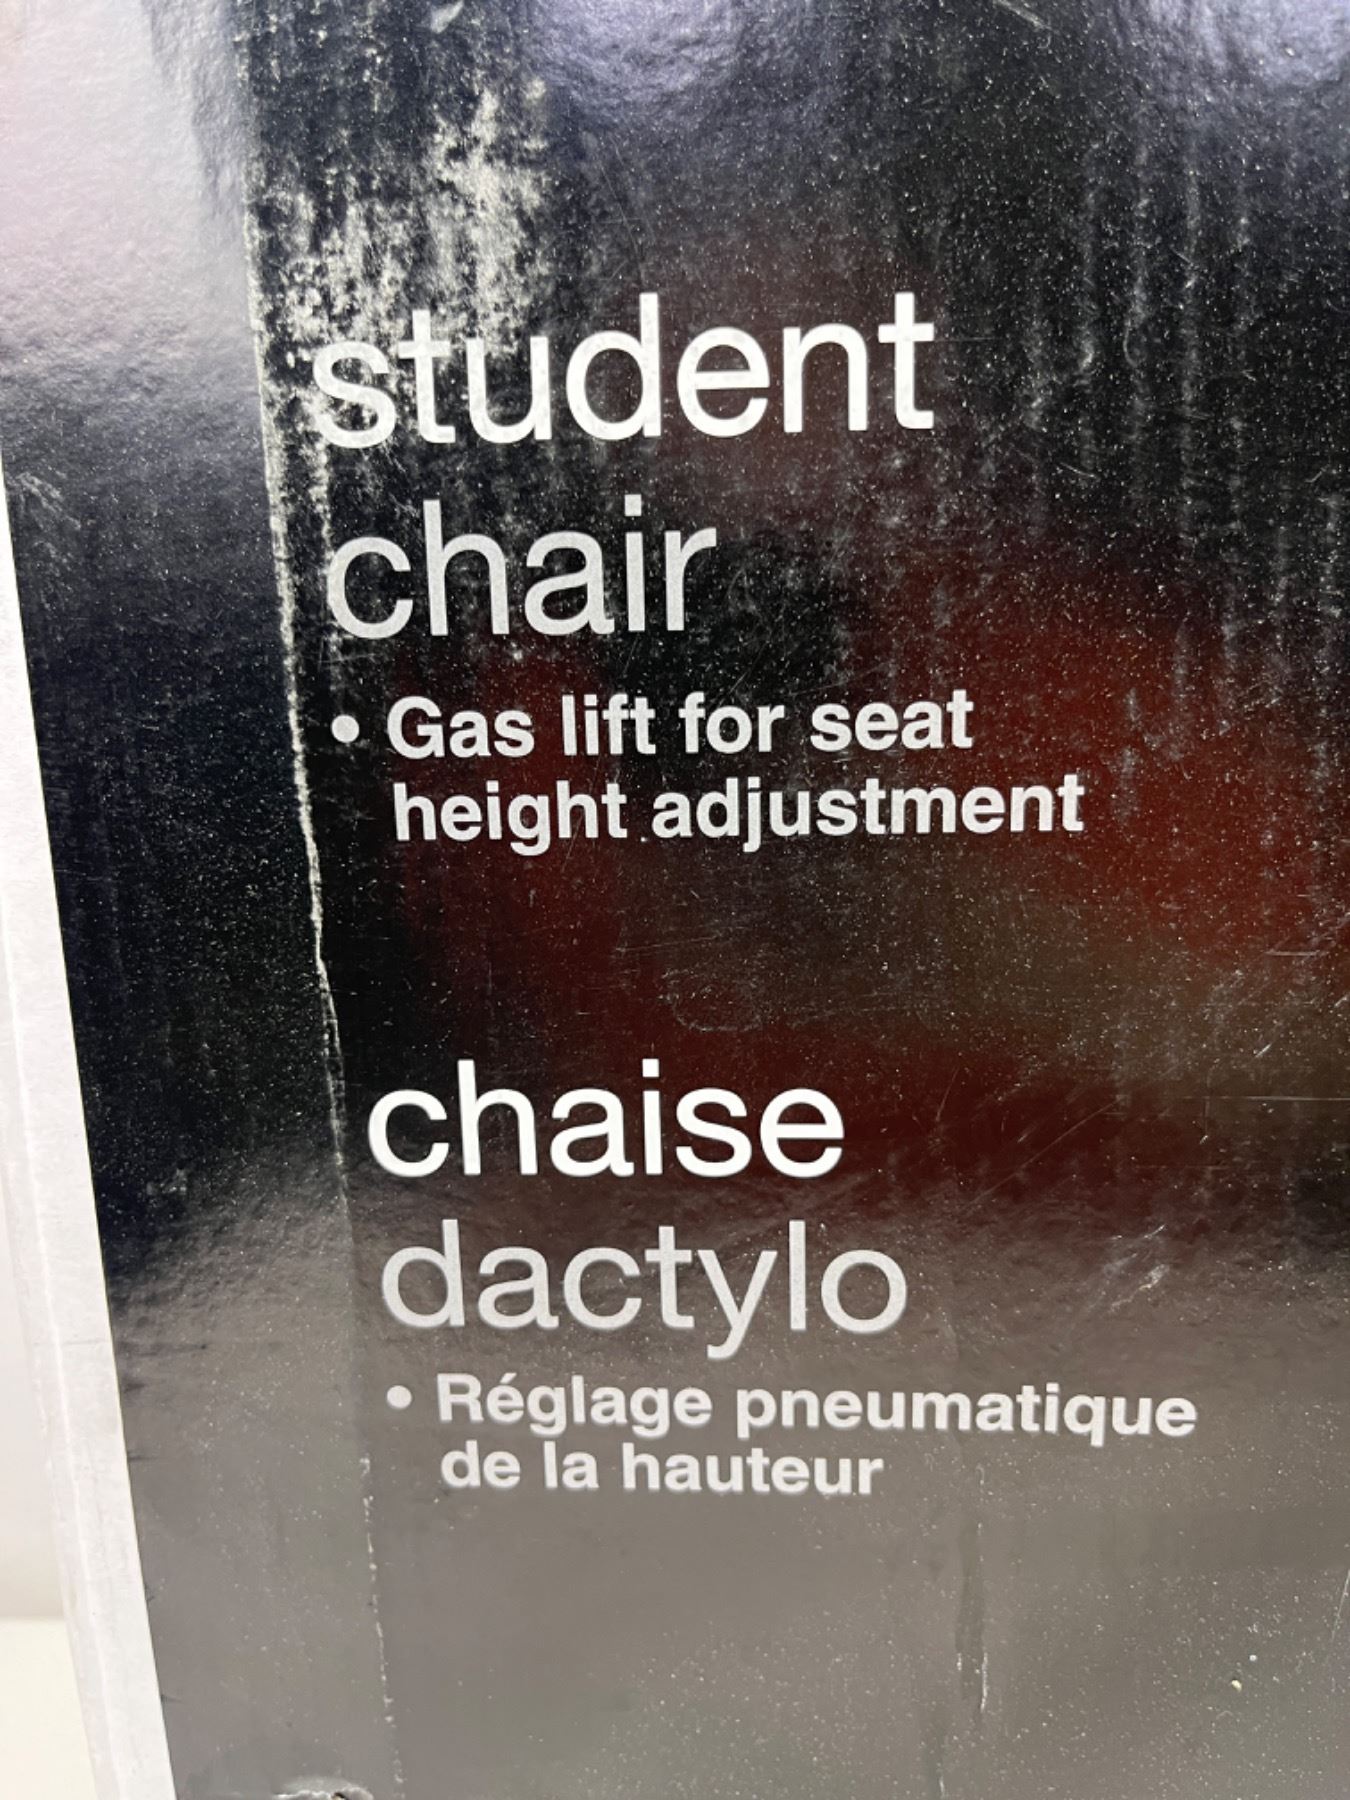 student
chair
• Gas lift for seat
height adjustment
chaise
dactylo
• Réglage pneumatique
de la hauteur